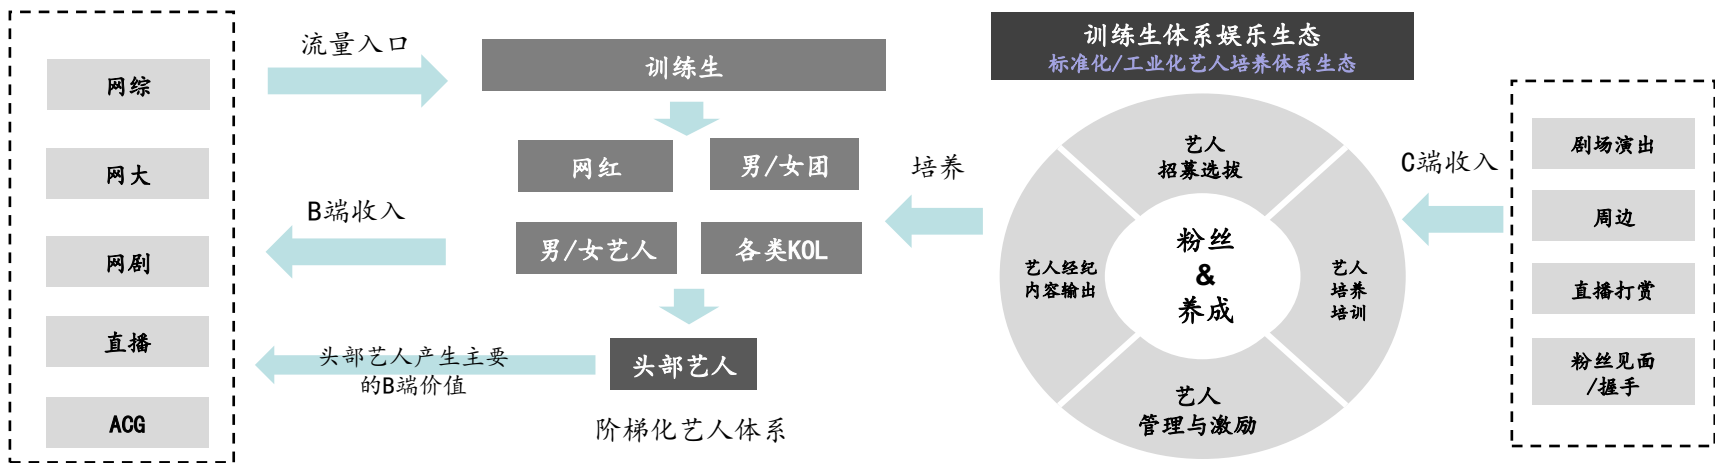 网综
网大
网剧
直播
ACG
流量入口
B端收入
头部艺人产生主要
的B端价值
训练生
网红
男/女团
男/女艺人
各类KOL
头部艺人
阶梯化艺人体系
培养
训练生体系娱乐生态
标准化/工业化艺人培养体系生态
艺人
招募选拔
艺人经纪
内容输出
粉丝
&
养成
艺人
培养
培训
艺人
管理与激励
C端收入
剧场演出
周边
直播打赏
粉丝见面
/握手